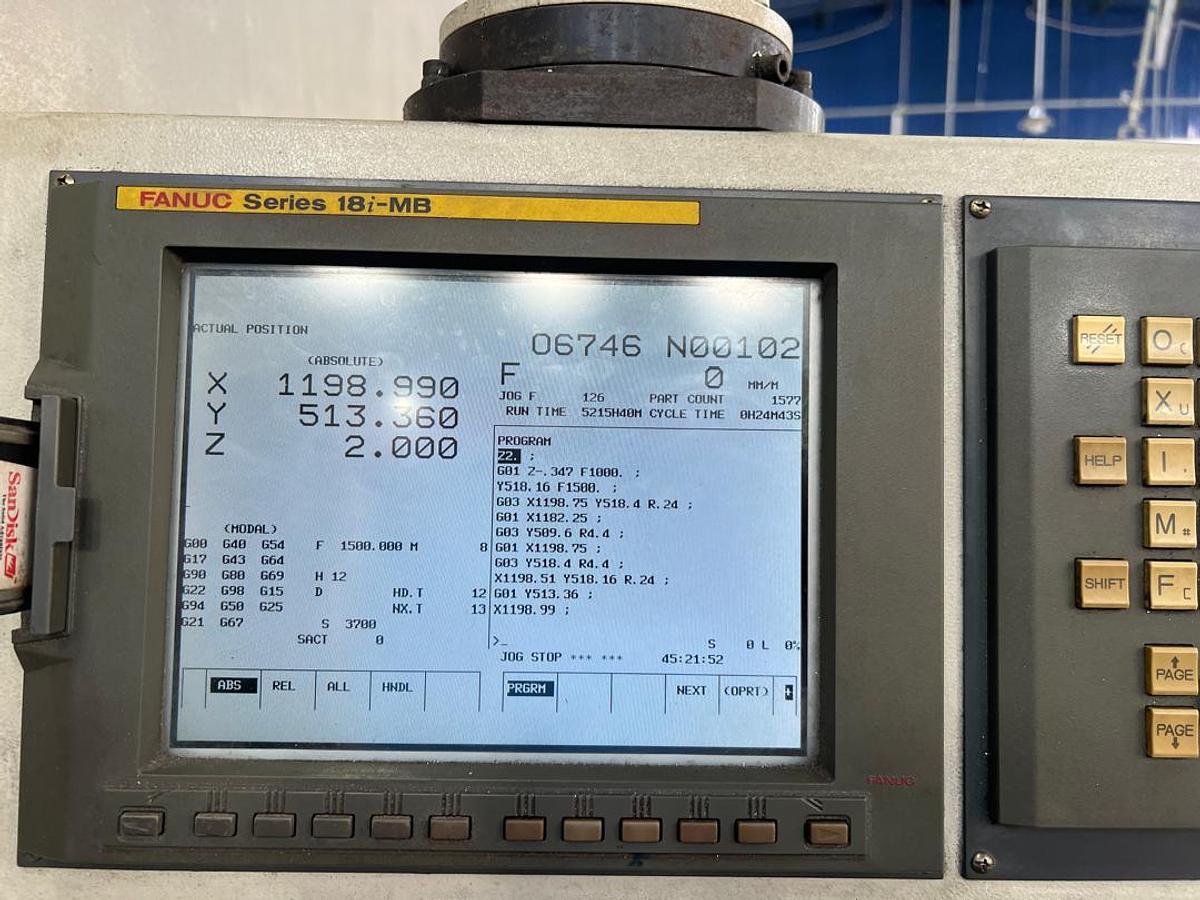 FANUC Series 18i-MB
ACTUAL POSITION
O6746 N00102
(ABSOLUTE)
X 1198.990
Y 513.360
Z 2.000
F 0 MM/M
JOG F 126 PART COUNT 1577
RUN TIME 5215H40M CYCLE TIME 0H24M43S
PROGRAM
Z2. ;
G01 Z-.347 F1000. ;
Y518.16 F1500. ;
G03 X1198.75 Y518.4 R.24 ;
G01 X1182.25 ;
G03 Y509.6 R4.4 ;
G01 X1198.75 ;
G03 Y518.4 R4.4 ;
X1198.51 Y518.16 R.24 ;
G01 Y513.36 ;
X1198.99 ;
(MODAL)
G00 G40 G54 F 1500.000 M 8
G17 G43 G64
G90 G80 G69 H 12
G22 G98 G15 D HD.T 12
G94 G50 G25 NX.T 13
G21 G67 S 3700
SACT 0
>_
S 0 L 0%
JOG STOP *** *** 45:21:52
ABS REL ALL HNDL
PRGRM NEXT (OPRT) +
FANUC
RESET
O (
X U
HELP
I ,
M #
SHIFT
F C
PAGE
PAGE
SanDisk